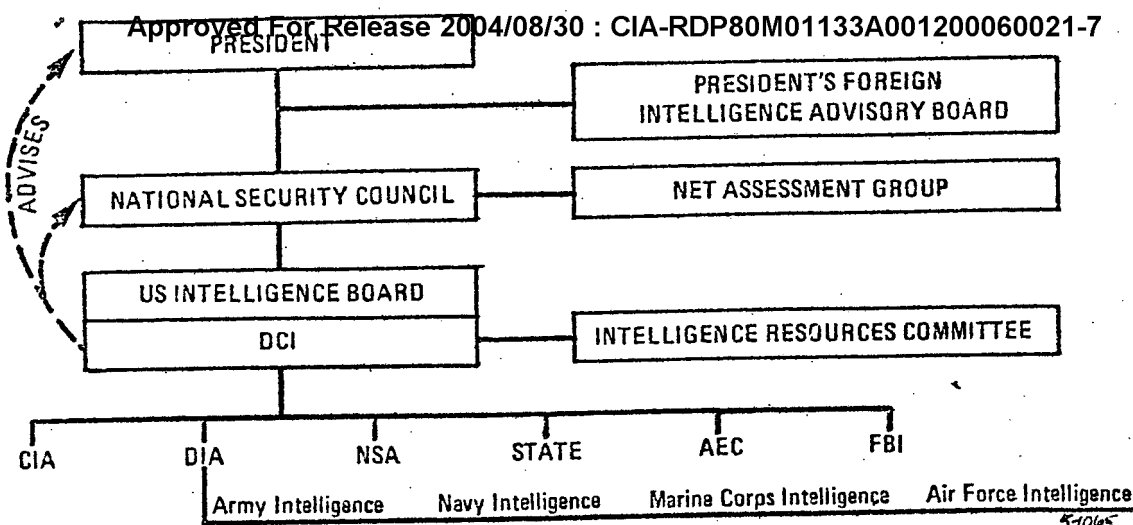 Approved For Release 2004/08/30 : CIA-RDP80M01133A001200060021-7
PRESIDENT
PRESIDENT'S FOREIGN
INTELLIGENCE ADVISORY BOARD
ADVISES
NATIONAL SECURITY COUNCIL
NET ASSESSMENT GROUP
US INTELLIGENCE BOARD
DCI
INTELLIGENCE RESOURCES COMMITTEE
CIA DIA NSA STATE AEC FBI
Army Intelligence Navy Intelligence Marine Corps Intelligence Air Force Intelligence